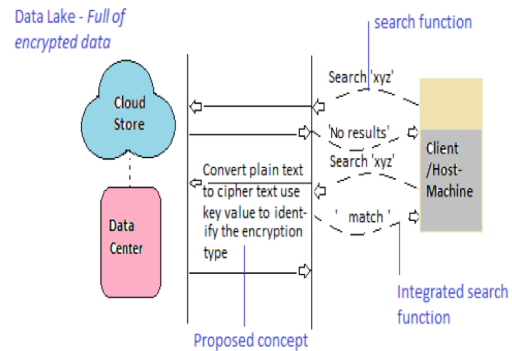 Data Lake - Full of
encrypted data
search function
Search 'xyz'
Cloud
Store
'No results'
Client
/Host-
Machine
Search 'xyz'
Convert plain text
to cipher text use
key value to ident-
ify the encryption
type
' match '
Data
Center
Integrated search
function
Proposed concept